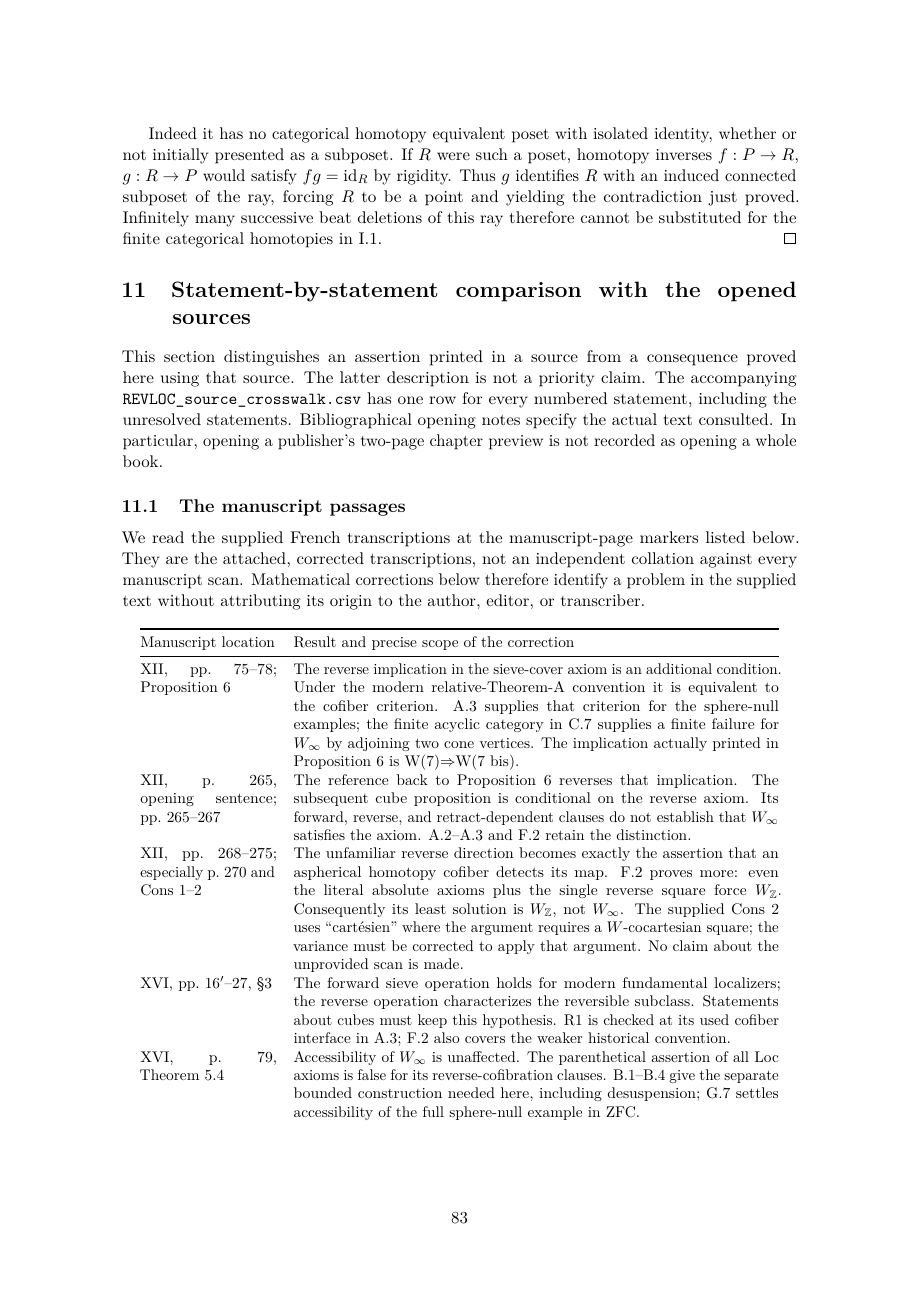 Indeed it has no categorical homotopy equivalent poset with isolated identity, whether or
not initially presented as a subposet. If R were such a poset, homotopy inverses f : P → R,
g : R → P would satisfy fg = id_R by rigidity. Thus g identifies R with an induced connected
subposet of the ray, forcing R to be a point and yielding the contradiction just proved.
Infinitely many successive beat deletions of this ray therefore cannot be substituted for the
finite categorical homotopies in I.1. □
11 Statement-by-statement comparison with the opened
sources
This section distinguishes an assertion printed in a source from a consequence proved
here using that source. The latter description is not a priority claim. The accompanying
REVLOC_source_crosswalk.csv has one row for every numbered statement, including the
unresolved statements. Bibliographical opening notes specify the actual text consulted. In
particular, opening a publisher's two-page chapter preview is not recorded as opening a whole
book.
11.1 The manuscript passages
We read the supplied French transcriptions at the manuscript-page markers listed below.
They are the attached, corrected transcriptions, not an independent collation against every
manuscript scan. Mathematical corrections below therefore identify a problem in the supplied
text without attributing its origin to the author, editor, or transcriber.
Manuscript location Result and precise scope of the correction
XII, pp. 75–78; The reverse implication in the sieve-cover axiom is an additional condition.
Proposition 6 Under the modern relative-Theorem-A convention it is equivalent to
the cofiber criterion. A.3 supplies that criterion for the sphere-null
examples; the finite acyclic category in C.7 supplies a finite failure for
W∞ by adjoining two cone vertices. The implication actually printed in
Proposition 6 is W(7)⇒W(7 bis).
XII, p. 265, The reference back to Proposition 6 reverses that implication. The
opening sentence; subsequent cube proposition is conditional on the reverse axiom. Its
pp. 265–267 forward, reverse, and retract-dependent clauses do not establish that W∞
satisfies the axiom. A.2–A.3 and F.2 retain the distinction.
XII, pp. 268–275; The unfamiliar reverse direction becomes exactly the assertion that an
especially p. 270 and aspherical homotopy cofiber detects its map. F.2 proves more: even
Cons 1–2 the literal absolute axioms plus the single reverse square force W_ℤ.
Consequently its least solution is W_ℤ, not W∞. The supplied Cons 2
uses “cartésien” where the argument requires a W-cocartesian square; the
variance must be corrected to apply that argument. No claim about the
unprovided scan is made.
XVI, pp. 16′–27, §3 The forward sieve operation holds for modern fundamental localizers;
the reverse operation characterizes the reversible subclass. Statements
about cubes must keep this hypothesis. R1 is checked at its used cofiber
interface in A.3; F.2 also covers the weaker historical convention.
XVI, p. 79, Accessibility of W∞ is unaffected. The parenthetical assertion of all Loc
Theorem 5.4 axioms is false for its reverse-cofibration clauses. B.1–B.4 give the separate
bounded construction needed here, including desuspension; G.7 settles
accessibility of the full sphere-null example in ZFC.
83